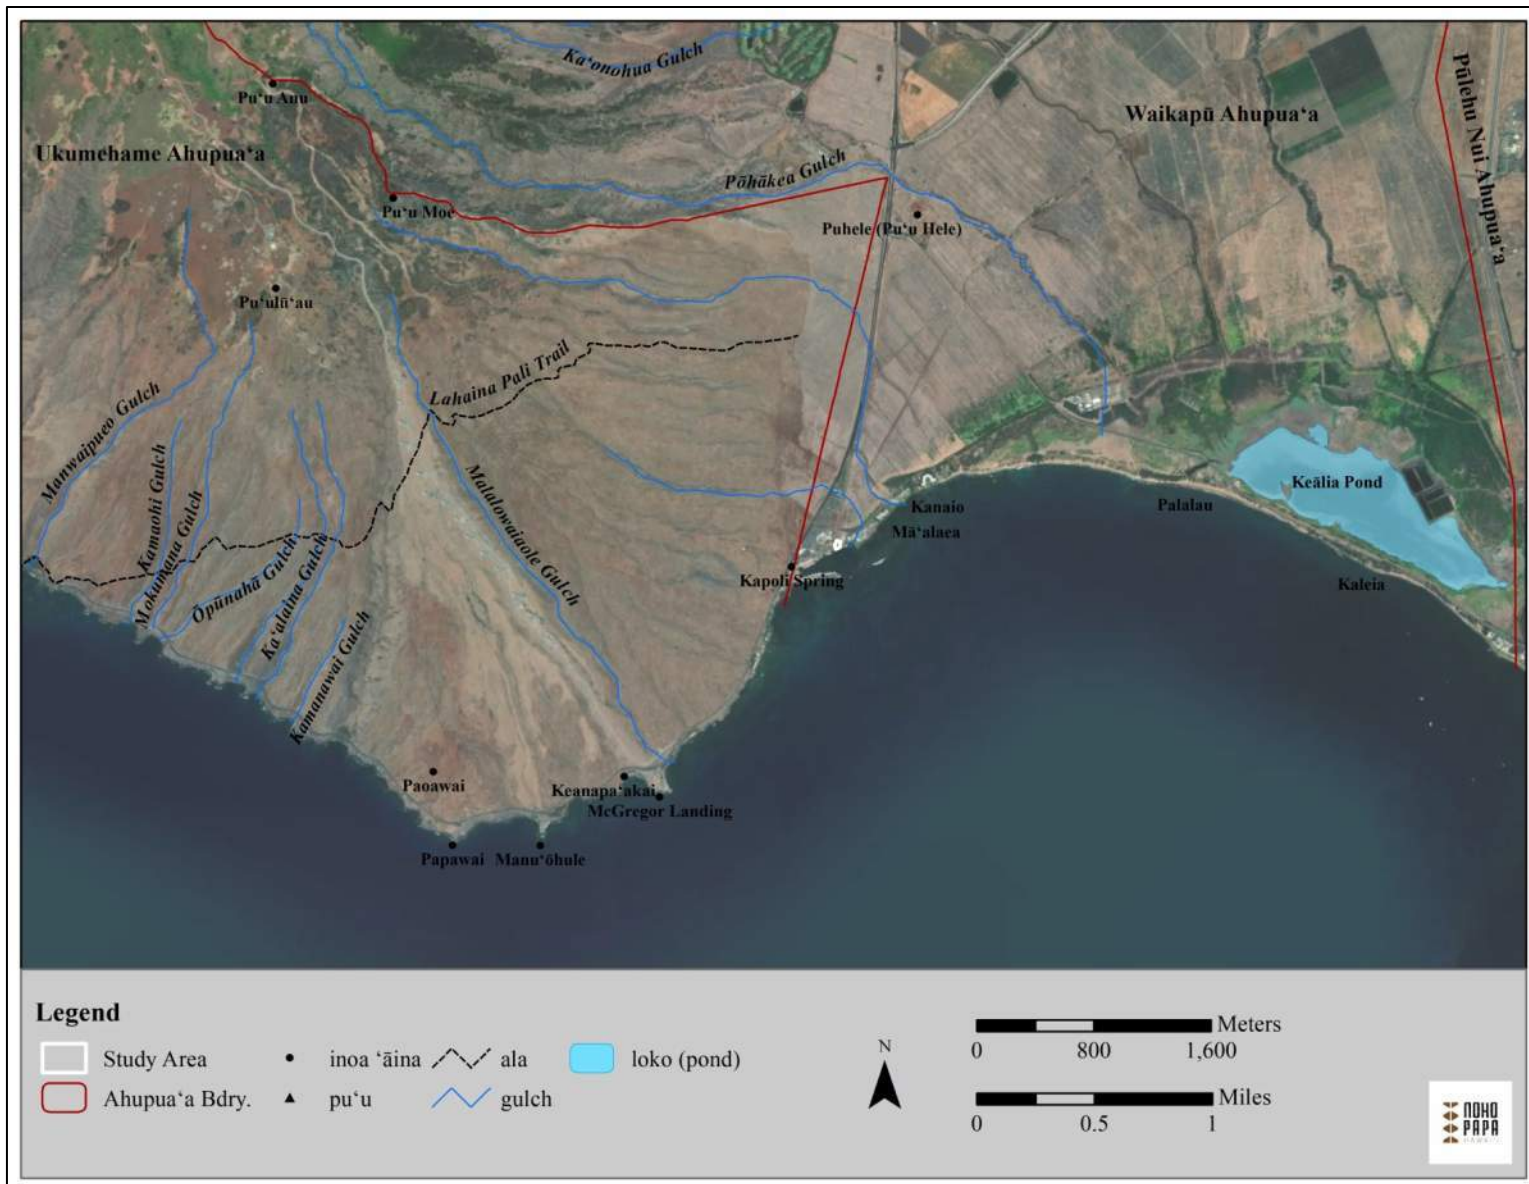 Ka‘onohua Gulch
Pu‘u Anu
Waikapū Ahupua‘a
Pūlehu Nui Ahupua‘a
Ukumehame Ahupua‘a
Pōhākea Gulch
Pu‘u Moe
Puhele (Pu‘u Hele)
Pu‘ulū‘au
Lahaina Pali Trail
Manwaipueo Gulch
Kamaohi Gulch
Mokumana Gulch
Malalowaiaole Gulch
Keālia Pond
Kanaio
Palalau
Mā‘alaea
Ōpūnahā Gulch
Ka‘alaina Gulch
Kapoli Spring
Kaleia
Kamanawai Gulch
Paoawai
Keanapa‘akai
McGregor Landing
Papawai
Manu‘ōhule
Legend
Study Area
inoa ‘āina
ala
loko (pond)
Ahupua‘a Bdry.
pu‘u
gulch
N
Meters
0 800 1,600
Miles
0 0.5 1
NOHO
PAPA
HAWAI‘I